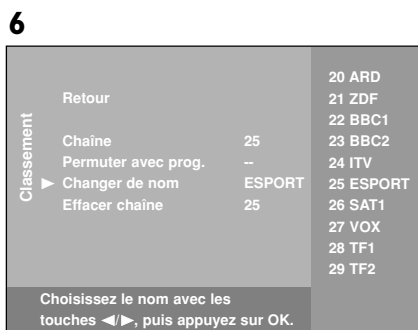 6
Classement
Retour
Chaîne 25
Permuter avec prog. --
▶ Changer de nom ESPORT
Effacer chaîne 25
20 ARD
21 ZDF
22 BBC1
23 BBC2
24 ITV
25 ESPORT
26 SAT1
27 VOX
28 TF1
29 TF2
Choisissez le nom avec les
touches ◀/▶, puis appuyez sur OK.